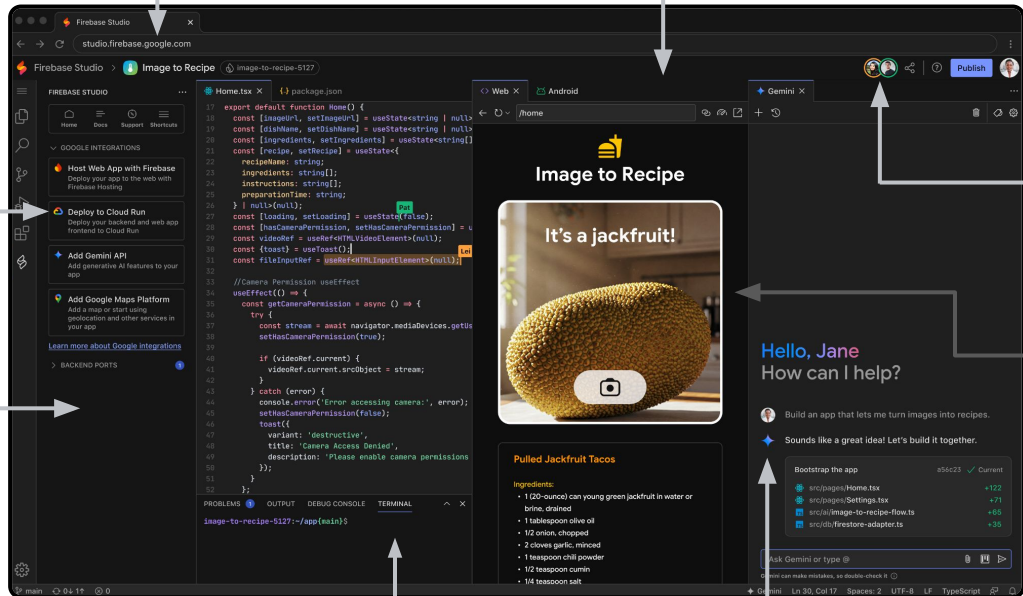 Firebase Studio
studio.firebase.google.com
Firebase Studio > Image to Recipe image-to-recipe-5127
Publish
FIREBASE STUDIO
Home Docs Support Shortcuts
GOOGLE INTEGRATIONS
Host Web App with Firebase
Deploy your app to the web with
Firebase Hosting
Deploy to Cloud Run
Deploy your backend and web app
frontend to Cloud Run
Add Gemini API
Add generative AI features to your
app
Add Google Maps Platform
Add a map or start using
geolocation and other services in
your app
Learn more about Google integrations
BACKEND PORTS 1
Home.tsx {} package.json
17 export default function Home() {
18 const [imageUrl, setImageUrl] = useState<string | null>
19 const [dishName, setDishName] = useState<string | null>
20 const [ingredients, setIngredients] = useState<string[]
21 const [recipe, setRecipe] = useState<{
22 recipeName: string;
23 ingredients: string[];
24 instructions: string[];
25 preparationTime: string;
26 } | null>(null);
Pat
27 const [loading, setLoading] = useState(false);
28 const [hasCameraPermission, setHasCameraPermission] = u
29 const videoRef = useRef<HTMLVideoElement>(null);
30 const {toast} = useToast();
Lei
31 const fileInputRef = useRef<HTMLInputElement>(null);
33 //Camera Permission useEffect
34 useEffect(() => {
35 const getCameraPermission = async () => {
36 try {
37 const stream = await navigator.mediaDevices.getUs
38 setHasCameraPermission(true);
39
40 if (videoRef.current) {
41 videoRef.current.srcObject = stream;
42 }
43 } catch (error) {
44 console.error('Error accessing camera:', error);
45 setHasCameraPermission(false);
46 toast({
47 variant: 'destructive',
48 title: 'Camera Access Denied',
49 description: 'Please enable camera permissions
50 });
51 }
52 };
PROBLEMS 1 OUTPUT DEBUG CONSOLE TERMINAL
image-to-recipe-5127:~/app{main}$
Web Android
/home
Image to Recipe
It's a jackfruit!
Pulled Jackfruit Tacos
Ingredients:
• 1 (20-ounce) can young green jackfruit in water or
brine, drained
• 1 tablespoon olive oil
• 1/2 onion, chopped
• 2 cloves garlic, minced
• 1 teaspoon chili powder
• 1/2 teaspoon cumin
• 1/4 teaspoon salt
Gemini
Hello, Jane
How can I help?
Build an app that lets me turn images into recipes.
Sounds like a great idea! Let's build it together.
Bootstrap the app a56c23 Current
src/pages/Home.tsx +122
src/pages/Settings.tsx +71
src/ai/image-to-recipe-flow.ts +65
src/db/firestore-adapter.ts +36
Ask Gemini or type @
Gemini can make mistakes, so double-check it
main 0↓ 1↑ 0
Gemini Ln 30, Col 17 Spaces: 2 UTF-8 LF TypeScript